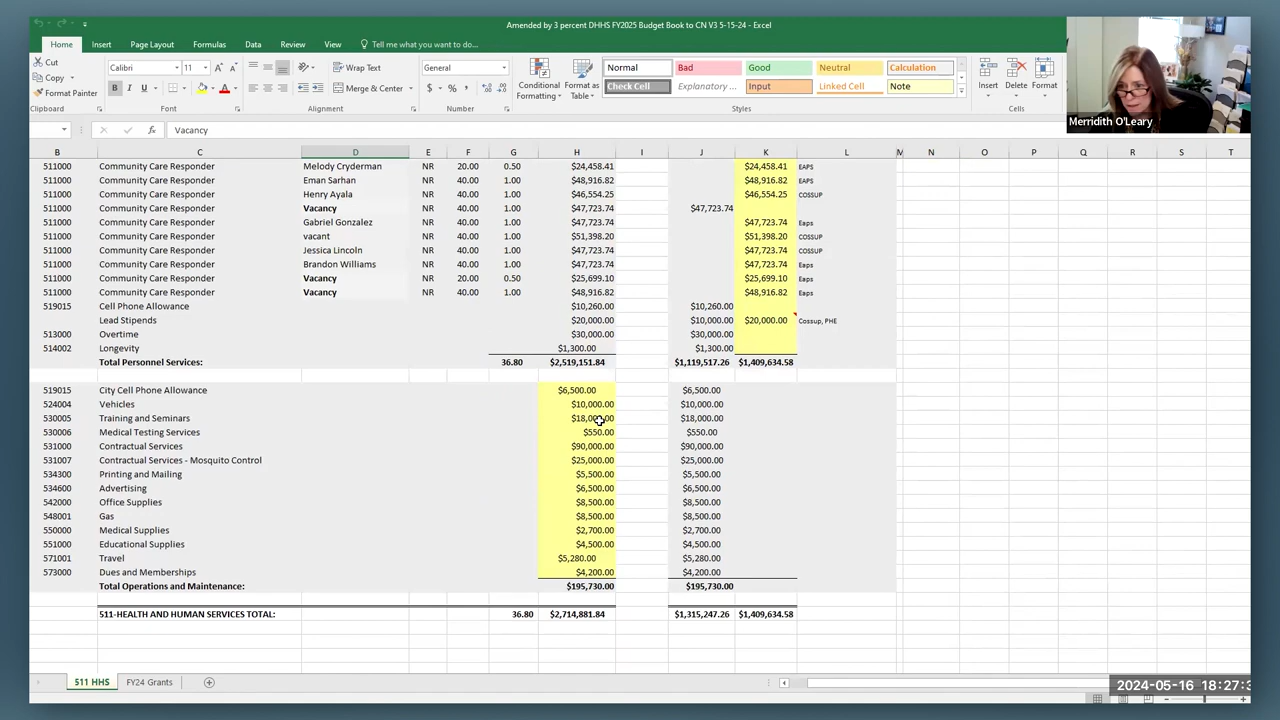 Amended by 3 percent DHHS FY2025 Budget Book to CN V3 5-15-24 - Excel
Home Insert Page Layout Formulas Data Review View Tell me what you want to do...
Cut Calibri 11 Wrap Text General Normal Bad Good Neutral Calculation
Copy Conditional Format as Insert Delete Format
Format Painter B U A Merge & Center $ % Formatting Table Check Cell Explanatory ... Input Linked Cell Note
Clipboard Font Alignment Number Styles Cells
Merridith O'Leary
fx Vacancy
B C D E F G H I J K L M N O P Q R S T
511000 Community Care Responder Melody Cryderman NR 20.00 0.50 $24,458.41 $24,458.41 EAPS
511000 Community Care Responder Eman Sarhan NR 40.00 1.00 $48,916.82 $48,916.82 EAPS
511000 Community Care Responder Henry Ayala NR 40.00 1.00 $46,554.25 $46,554.25 COSSUP
511000 Community Care Responder Vacancy NR 40.00 1.00 $47,723.74 $47,723.74
511000 Community Care Responder Gabriel Gonzalez NR 40.00 1.00 $47,723.74 $47,723.74 Eaps
511000 Community Care Responder vacant NR 40.00 1.00 $51,398.20 $51,398.20 COSSUP
511000 Community Care Responder Jessica Lincoln NR 40.00 1.00 $47,723.74 $47,723.74 COSSUP
511000 Community Care Responder Brandon Williams NR 40.00 1.00 $47,723.74 $47,723.74 Eaps
511000 Community Care Responder Vacancy NR 20.00 0.50 $25,699.10 $25,699.10 Eaps
511000 Community Care Responder Vacancy NR 40.00 1.00 $48,916.82 $48,916.82 Eaps
519015 Cell Phone Allowance $10,260.00 $10,260.00
Lead Stipends $20,000.00 $10,000.00 $20,000.00 Cossup, PHE
513000 Overtime $30,000.00 $30,000.00
514002 Longevity $1,300.00 $1,300.00
Total Personnel Services: 36.80 $2,519,151.84 $1,119,517.26 $1,409,634.58
519015 City Cell Phone Allowance $6,500.00 $6,500.00
524004 Vehicles $10,000.00 $10,000.00
530005 Training and Seminars $18,000.00 $18,000.00
530006 Medical Testing Services $550.00 $550.00
531000 Contractual Services $90,000.00 $90,000.00
531007 Contractual Services - Mosquito Control $25,000.00 $25,000.00
534300 Printing and Mailing $5,500.00 $5,500.00
534600 Advertising $6,500.00 $6,500.00
542000 Office Supplies $8,500.00 $8,500.00
548001 Gas $8,500.00 $8,500.00
550000 Medical Supplies $2,700.00 $2,700.00
551000 Educational Supplies $4,500.00 $4,500.00
571001 Travel $5,280.00 $5,280.00
573000 Dues and Memberships $4,200.00 $4,200.00
Total Operations and Maintenance: $195,730.00 $195,730.00
511-HEALTH AND HUMAN SERVICES TOTAL: 36.80 $2,714,881.84 $1,315,247.26 $1,409,634.58
511 HHS FY24 Grants
2024-05-16 18:27:3